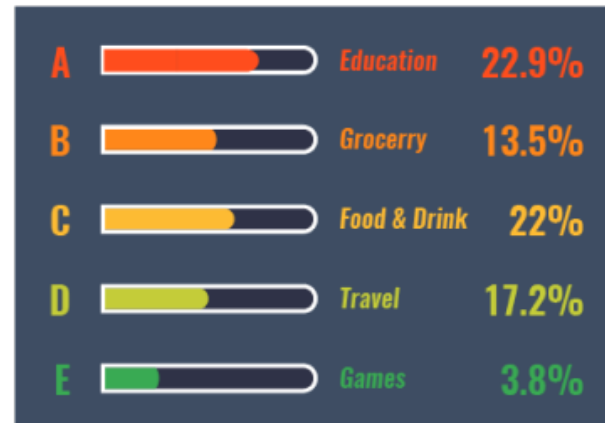 A Education 22.9%
B Grocerry 13.5%
C Food & Drink 22%
D Travel 17.2%
E Games 3.8%